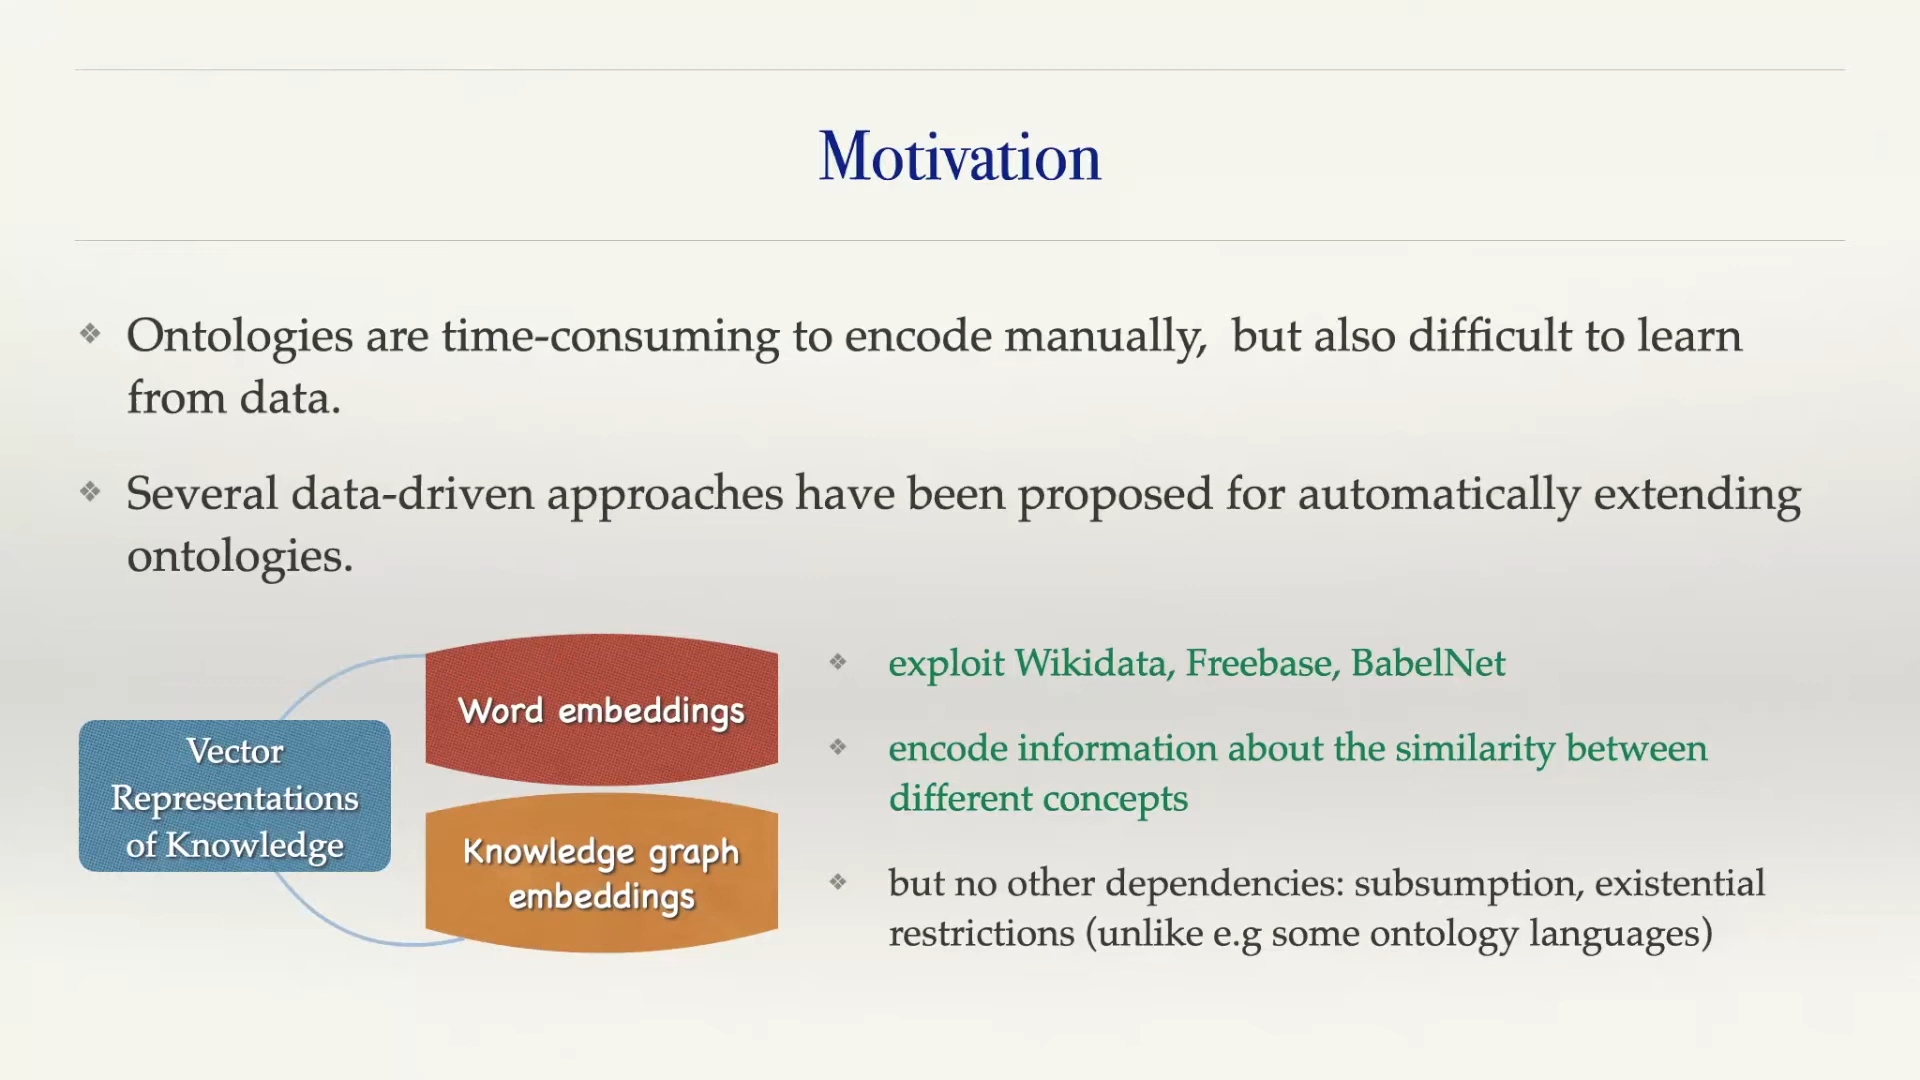 Motivation
Ontologies are time-consuming to encode manually,  but also difficult to learn
from data.
Several data-driven approaches have been proposed for automatically extending
ontologies.
Vector
Representations
of Knowledge
Word embeddings
Knowledge graph
embeddings
exploit Wikidata, Freebase, BabelNet
encode information about the similarity between
different concepts
but no other dependencies: subsumption, existential
restrictions (unlike e.g some ontology languages)